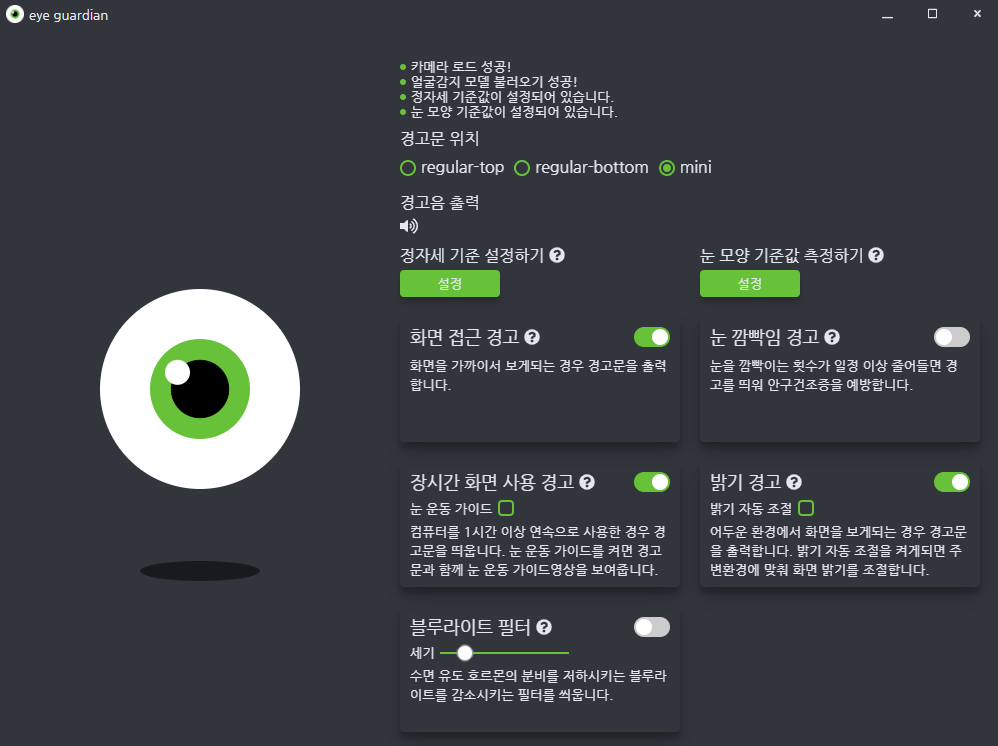 eye guardian
카메라 로드 성공!
얼굴감지 모델 불러오기 성공!
정자세 기준값이 설정되어 있습니다.
눈 모양 기준값이 설정되어 있습니다.
경고문 위치
regular-top regular-bottom mini
경고음 출력
정자세 기준 설정하기
설정
눈 모양 기준값 측정하기
설정
화면 접근 경고
화면을 가까이서 보게되는 경우 경고문을 출력
합니다.
눈 깜빡임 경고
눈을 깜빡이는 횟수가 일정 이상 줄어들면 경
고를 띄워 안구건조증을 예방합니다.
장시간 화면 사용 경고
눈 운동 가이드
컴퓨터를 1시간 이상 연속으로 사용한 경우 경
고문을 띄웁니다. 눈 운동 가이드를 켜면 경고
문과 함께 눈 운동 가이드영상을 보여줍니다.
밝기 경고
밝기 자동 조절
어두운 환경에서 화면을 보게되는 경우 경고문
을 출력합니다. 밝기 자동 조절을 켜게되면 주
변환경에 맞춰 화면 밝기를 조절합니다.
블루라이트 필터
세기
수면 유도 호르몬의 분비를 저하시키는 블루라
이트를 감소시키는 필터를 씌웁니다.